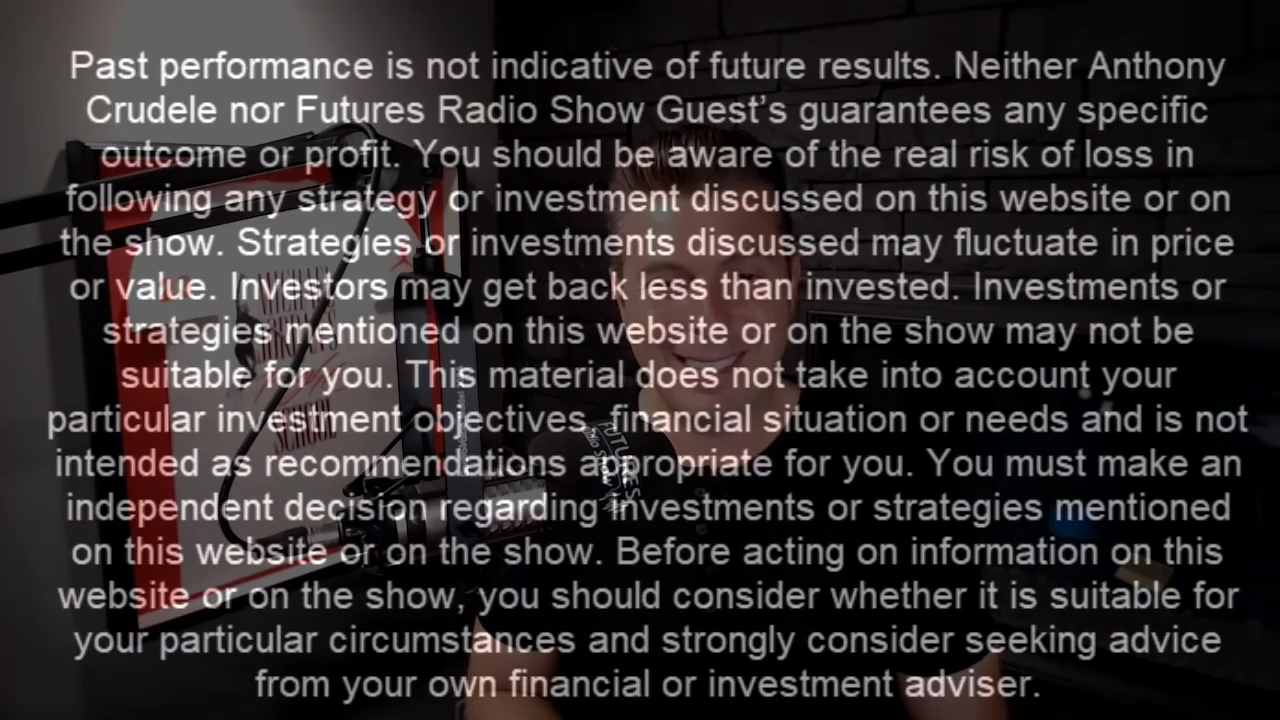 Past performance is not indicative of future results. Neither Anthony
Crudele nor Futures Radio Show Guest’s guarantees any specific
outcome or profit. You should be aware of the real risk of loss in
following any strategy or investment discussed on this website or on
the show. Strategies or investments discussed may fluctuate in price
or value. Investors may get back less than invested. Investments or
strategies mentioned on this website or on the show may not be
suitable for you. This material does not take into account your
particular investment objectives, financial situation or needs and is not
intended as recommendations appropriate for you. You must make an
independent decision regarding investments or strategies mentioned
on this website or on the show. Before acting on information on this
website or on the show, you should consider whether it is suitable for
your particular circumstances and strongly consider seeking advice
from your own financial or investment adviser.
FUTURES
Radio Show
SCHOOL